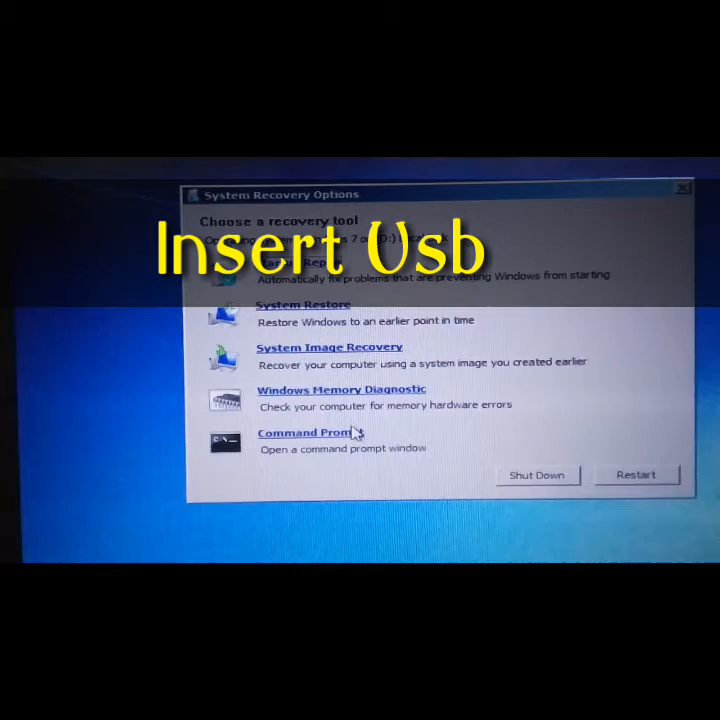 System Recovery Options
Choose a recovery tool
Insert Usb
Automatically fix problems that are preventing Windows from starting
System Restore
Restore Windows to an earlier point in time
System Image Recovery
Recover your computer using a system image you created earlier
Windows Memory Diagnostic
Check your computer for memory hardware errors
Command Prompt
Open a command prompt window
Shut Down
Restart